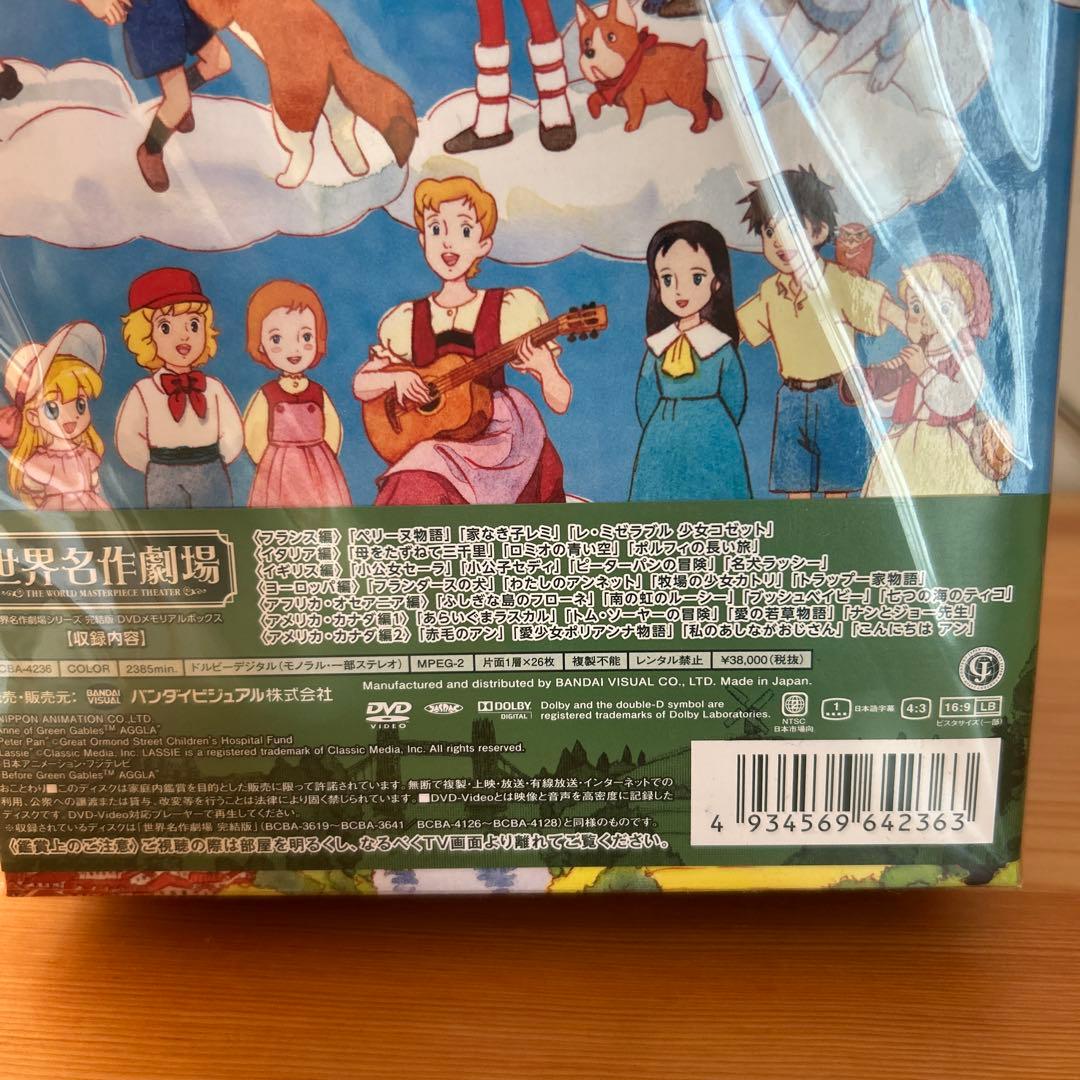 世界名作劇場
THE WORLD MASTERPIECE THEATER
界名作劇場シリーズ 完結版 DVDメモリアルボックス
【収録内容】
〈フランス編〉「ペリーヌ物語」「家なき子レミ」「レ・ミゼラブル 少女コゼット」
〈イタリア編〉「母をたずねて三千里」「ロミオの青い空」「ポルフィの長い旅」
〈イギリス編〉「小公女セーラ」「小公子セディ」「ピーターパンの冒険」「名犬ラッシー」
〈ヨーロッパ編〉「フランダースの犬」「わたしのアンネット」「牧場の少女カトリ」「トラップ一家物語」
〈アフリカ・オセアニア編〉「ふしぎな島のフローネ」「南の虹のルーシー」「ブッシュベイビー」「七つの海のティコ」
〈アメリカ・カナダ編1〉「あらいぐまラスカル」「トム・ソーヤーの冒険」「愛の若草物語」「ナンとジョー先生」
〈アメリカ・カナダ編2〉「赤毛のアン」「愛少女ポリアンナ物語」「私のあしながおじさん」「こんにちは アン」
CBA-4236 COLOR 2385min. ドルビーデジタル(モノラル・一部ステレオ) MPEG-2 片面1層×26枚 複製不能 レンタル禁止 ¥38,000(税抜)
売・販売元: BANDAI VISUAL バンダイビジュアル株式会社
Manufactured and distributed by BANDAI VISUAL CO., LTD. Made in Japan.
DVD VIDEO
DOLBY DIGITAL
Dolby and the double-D symbol are
registered trademarks of Dolby Laboratories.
2 NTSC 日本市場向
1 日本語字幕
4:3
16:9 LB
ビスタサイズ(一部)
NIPPON ANIMATION CO.,LTD.
Anne of Green Gables™ AGGLA
Peter Pan ©Great Ormond Street Children's Hospital Fund
Lassie ©Classic Media, Inc. LASSIE is a registered trademark of Classic Media, Inc. All rights reserved.
©日本アニメーション・フジテレビ
Before Green Gables™ AGGLA
おことわり■このディスクは家庭内鑑賞を目的とした販売に限って許諾されています。無断で複製・上映・放送・有線放送・インターネットでの
利用、公衆への譲渡または貸与、改変等を行うことは法律により固く禁じられています。■DVD-Videoとは映像と音声を高密度に記録した
ディスクです。DVD-Video対応プレーヤーで再生してください。
※収録されているディスクは「世界名作劇場 完結版」(BCBA-3619〜BCBA-3641 BCBA-4126〜BCBA-4128)と同様のものです。
〈鑑賞上のご注意〉ご視聴の際は部屋を明るくし、なるべくTV画面より離れてご覧ください。
4 934569 642363